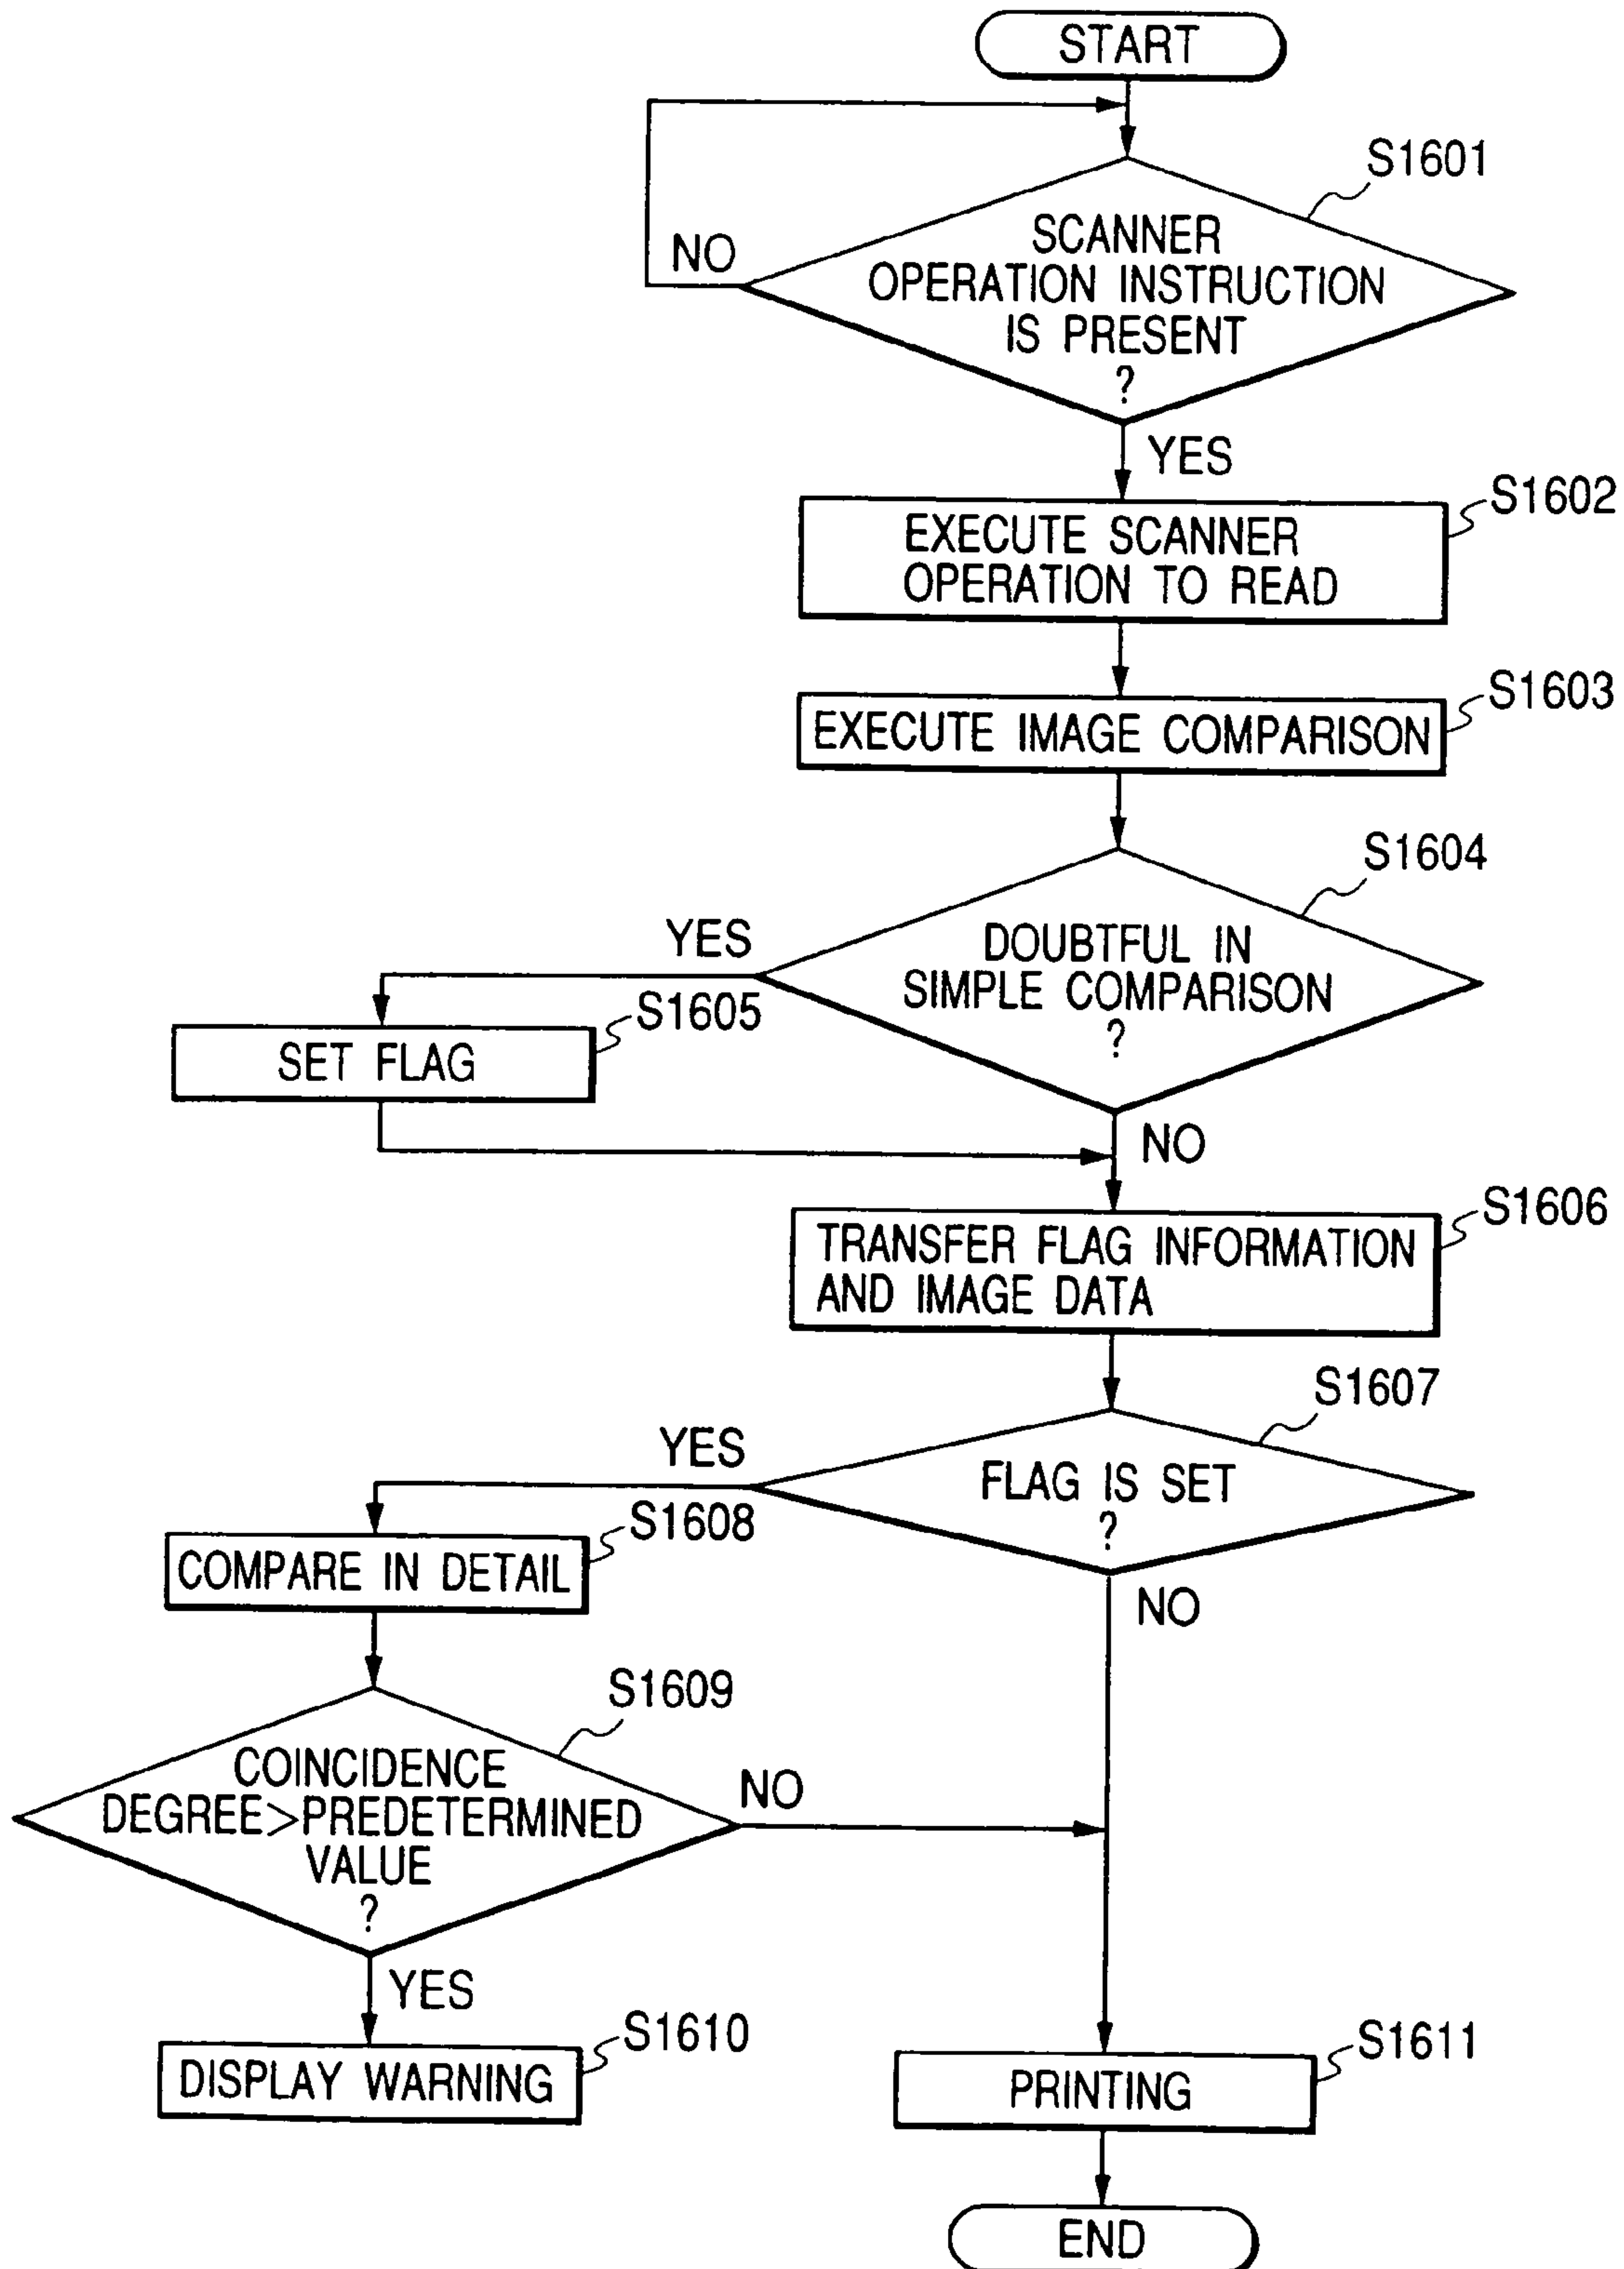 START
S1601
NO
SCANNER
OPERATION INSTRUCTION
IS PRESENT
?
YES
S1602
EXECUTE SCANNER
OPERATION TO READ
S1603
EXECUTE IMAGE COMPARISON
S1604
YES
DOUBTFUL IN
SIMPLE COMPARISON
?
S1605
SET FLAG
NO
S1606
TRANSFER FLAG INFORMATION
AND IMAGE DATA
S1607
YES
FLAG IS SET
?
S1608
COMPARE IN DETAIL
NO
S1609
COINCIDENCE
DEGREE>PREDETERMINED
VALUE
?
NO
YES
S1610
DISPLAY WARNING
S1611
PRINTING
END